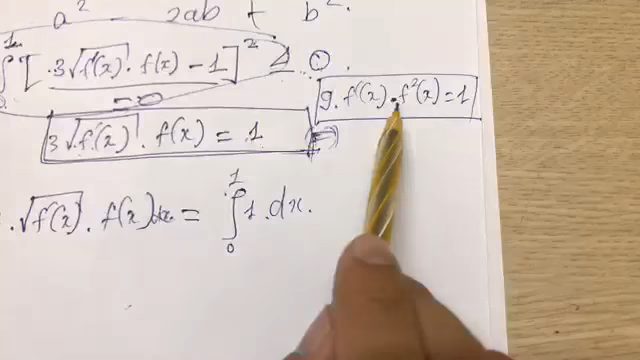 a² - 2ab + b².
∫₀¹ [ 3√f'(x) . f(x) - 1 ]² ≤ 0.
= 0
9. f'(x) . f²(x) = 1
3√f'(x) . f(x) = 1 ⇔
. √f'(x) . f(x) dx = ∫₀¹ 1. dx.